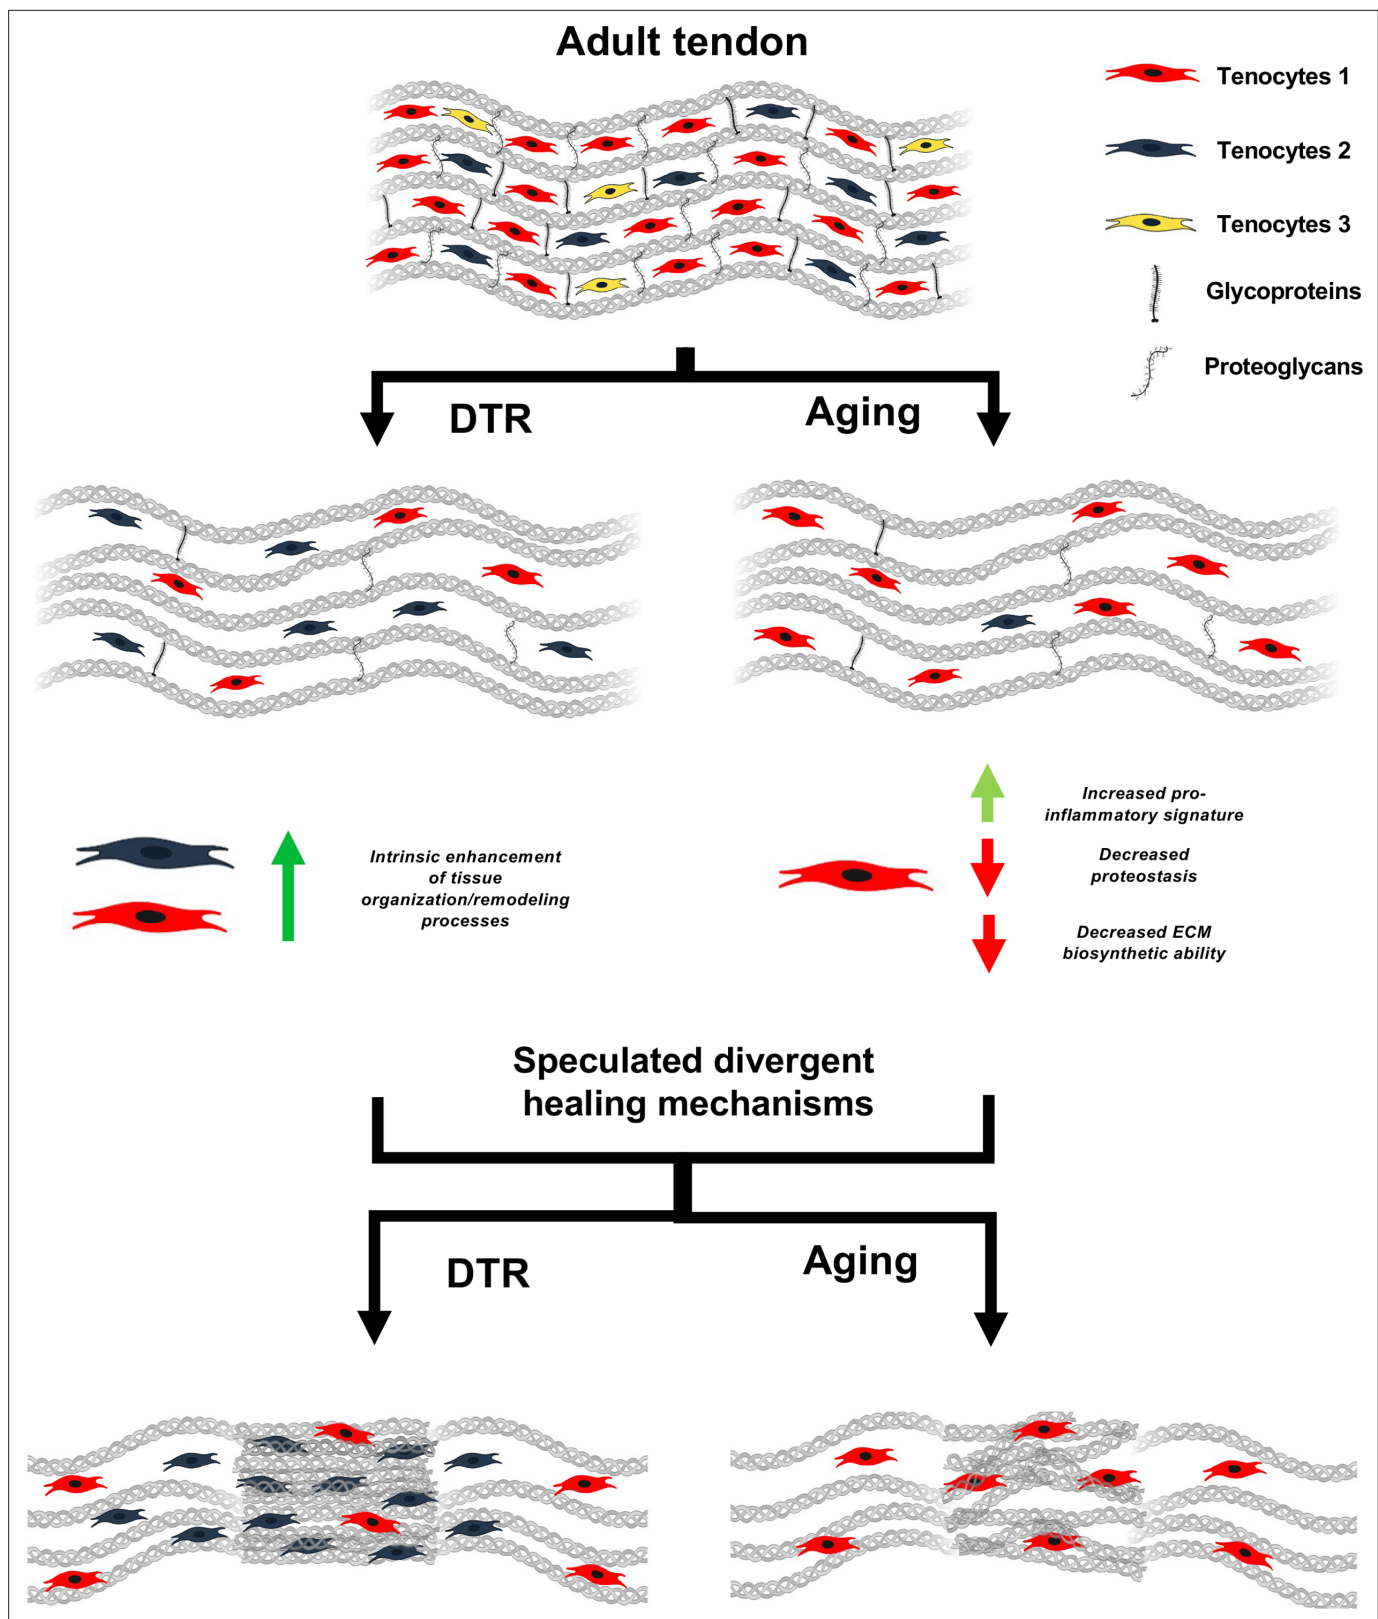 Adult tendon
Tenocytes 1
Tenocytes 2
Tenocytes 3
Glycoproteins
Proteoglycans
DTR
Aging
Intrinsic enhancement
of tissue
organization/remodeling
processes
Increased pro-
inflammatory signature
Decreased
proteostasis
Decreased ECM
biosynthetic ability
Speculated divergent
healing mechanisms
DTR
Aging